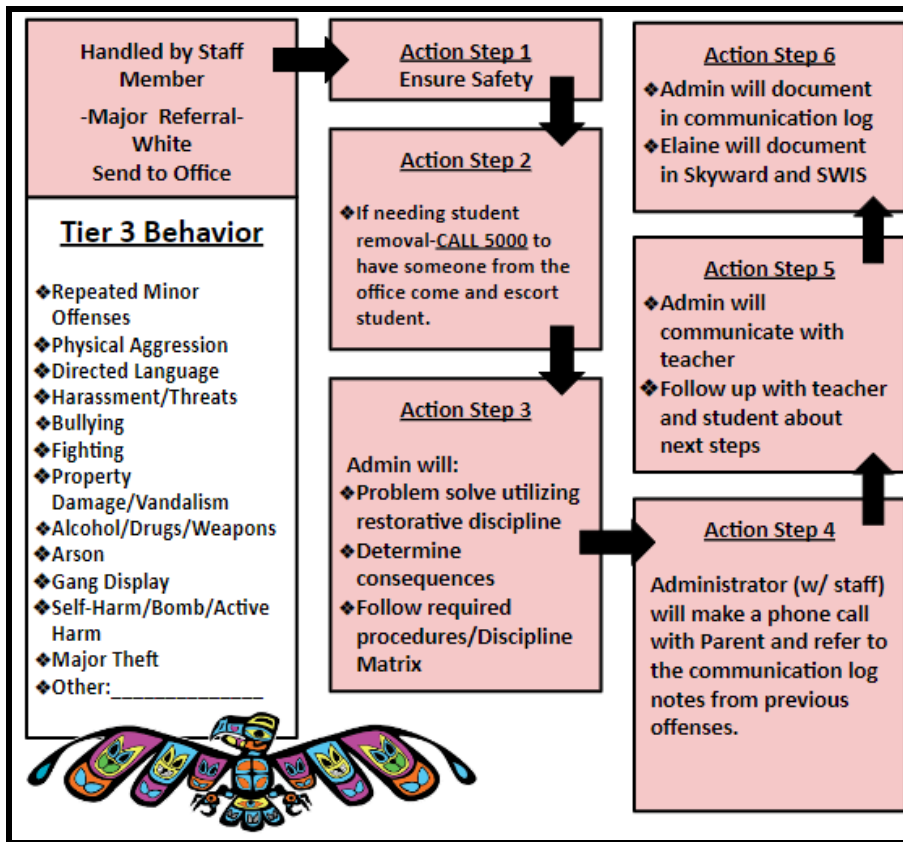 Handled by Staff
Member
-Major Referral-
White
Send to Office
Tier 3 Behavior
❖Repeated Minor
Offenses
❖Physical Aggression
❖Directed Language
❖Harassment/Threats
❖Bullying
❖Fighting
❖Property
Damage/Vandalism
❖Alcohol/Drugs/Weapons
❖Arson
❖Gang Display
❖Self-Harm/Bomb/Active
Harm
❖Major Theft
❖Other:______________
Action Step 1
Ensure Safety
Action Step 2
❖If needing student
removal-CALL 5000 to
have someone from the
office come and escort
student.
Action Step 3
Admin will:
❖Problem solve utilizing
restorative discipline
❖Determine
consequences
❖Follow required
procedures/Discipline
Matrix
Action Step 4
Administrator (w/ staff)
will make a phone call
with Parent and refer to
the communication log
notes from previous
offenses.
Action Step 5
❖Admin will
communicate with
teacher
❖Follow up with teacher
and student about
next steps
Action Step 6
❖Admin will document
in communication log
❖Elaine will document
in Skyward and SWIS